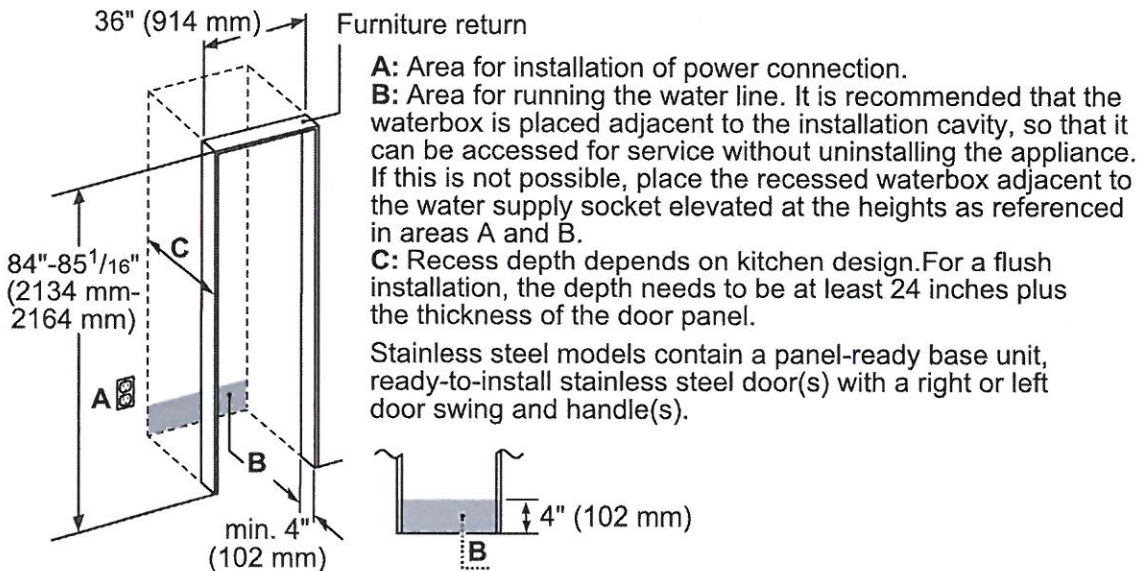 36" (914 mm)
Furniture return
A: Area for installation of power connection.
B: Area for running the water line. It is recommended that the
waterbox is placed adjacent to the installation cavity, so that it
can be accessed for service without uninstalling the appliance.
If this is not possible, place the recessed waterbox adjacent to
the water supply socket elevated at the heights as referenced
in areas A and B.
C: Recess depth depends on kitchen design.For a flush
installation, the depth needs to be at least 24 inches plus
the thickness of the door panel.
Stainless steel models contain a panel-ready base unit,
ready-to-install stainless steel door(s) with a right or left
door swing and handle(s).
C
84"-85 1/16"
(2134 mm-
2164 mm)
A
B
min. 4"
(102 mm)
4" (102 mm)
B